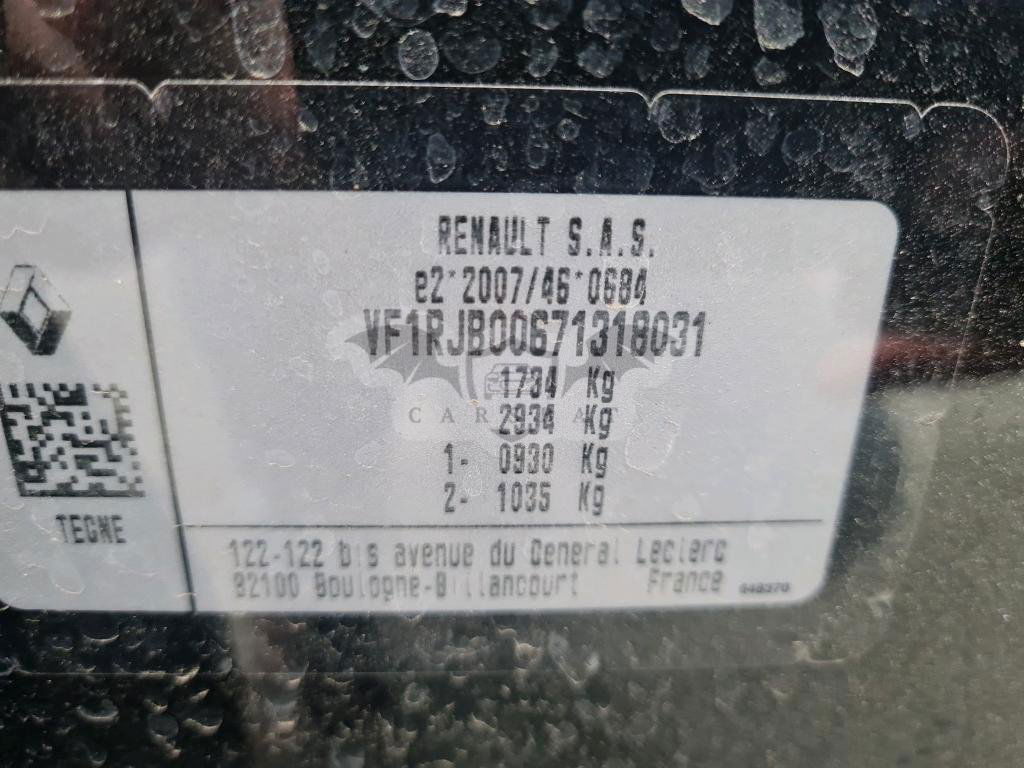 RENAULT S.A.S.
e2*2007/46*0684
VF1RJB00671318031
1734 Kg
2934 Kg
1- 0930 Kg
2- 1035 Kg
TEGNE
122-122 bis avenue du General Leclerc
92100 Boulogne-Billancourt France